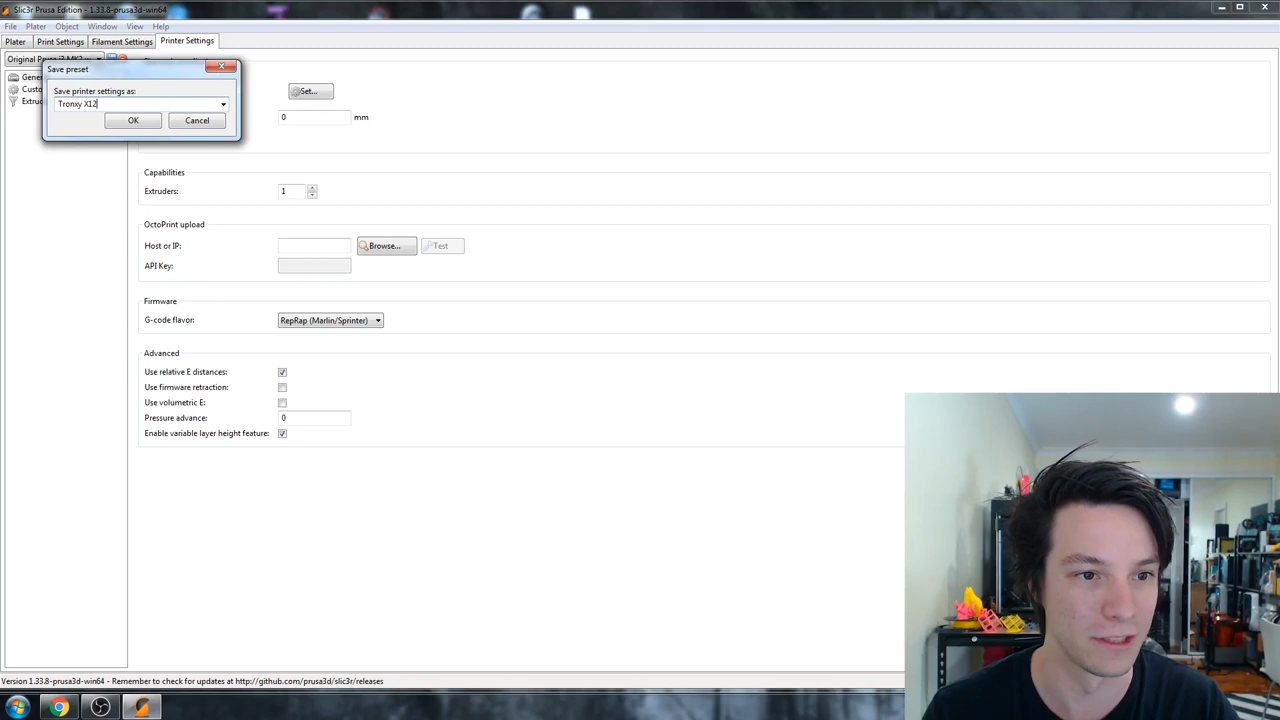 Slic3r Prusa Edition - 1.33.8-prusa3d-win64
File Plater Object Window View Help
Plater Print Settings Filament Settings Printer Settings
Save preset
Save printer settings as:
Tronxy X12
OK Cancel
Set...
0 mm
Capabilities
Extruders: 1
OctoPrint upload
Host or IP: Browse... Test
API Key:
Firmware
G-code flavor: RepRap (Marlin/Sprinter)
Advanced
Use relative E distances:
Use firmware retraction:
Use volumetric E:
Pressure advance: 0
Enable variable layer height feature:
Version 1.33.8-prusa3d-win64 - Remember to check for updates at http://github.com/prusa3d/slic3r/releases